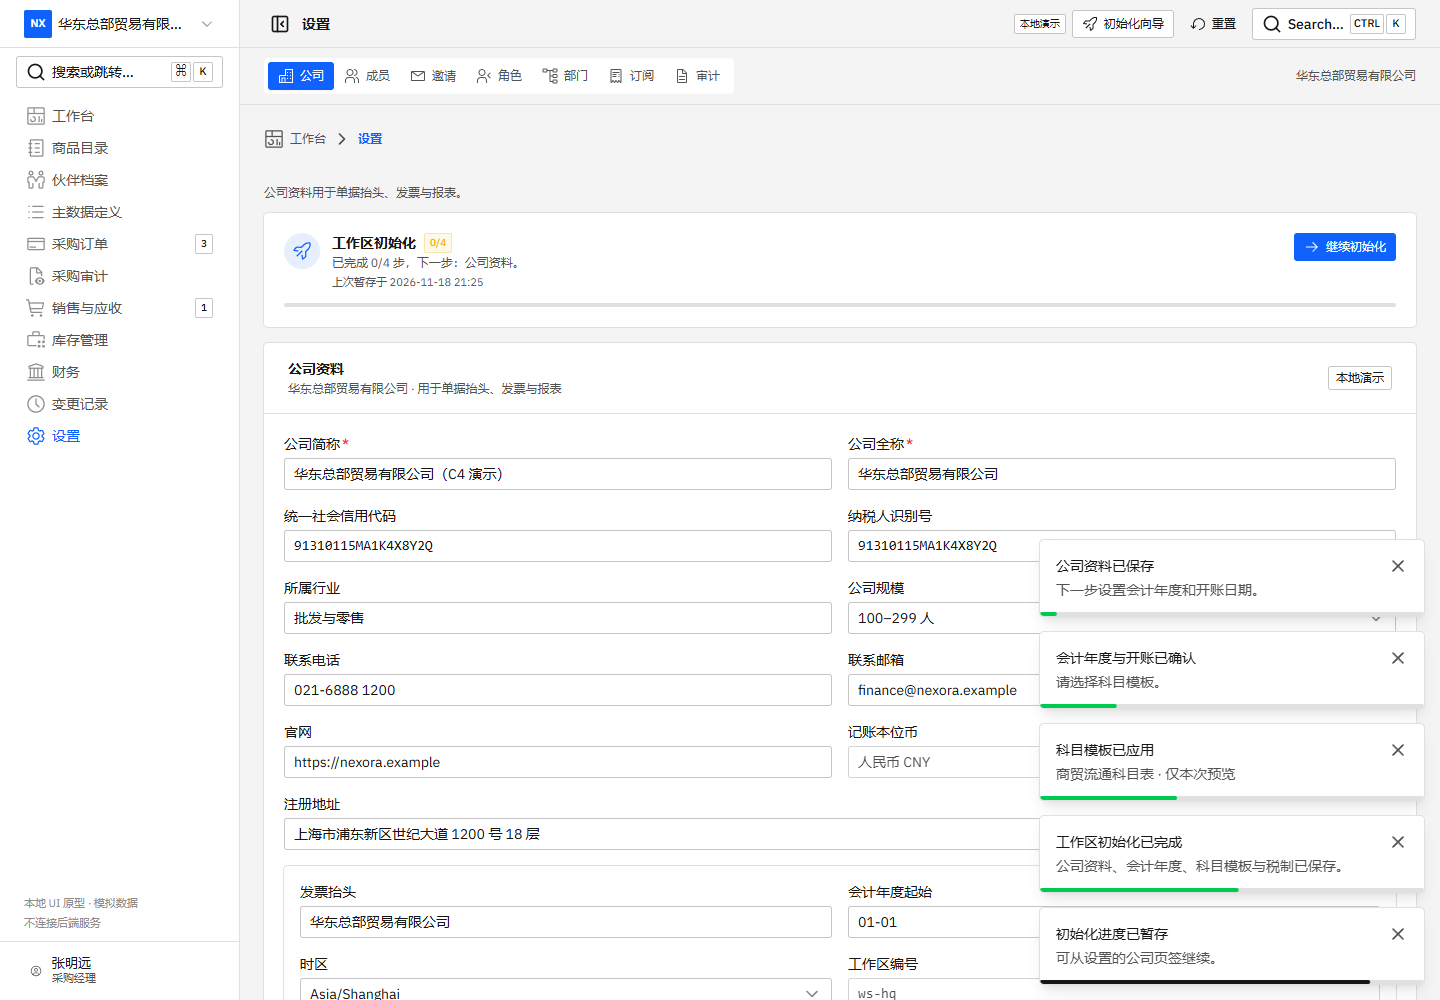 NX 华东总部贸易有限...
设置
本地演示
初始化向导
重置
Search... CTRL K
搜索或跳转... ⌘ K
公司
成员
邀请
角色
部门
订阅
审计
华东总部贸易有限公司
工作台
商品目录
伙伴档案
主数据定义
采购订单 3
采购审计
销售与应收 1
库存管理
财务
变更记录
设置
本地 UI 原型 · 模拟数据
不连接后端服务
张明远
采购经理
工作台 > 设置
公司资料用于单据抬头、发票与报表。
工作区初始化 0/4
已完成 0/4 步，下一步：公司资料。
上次暂存于 2026-11-18 21:25
继续初始化
公司资料
华东总部贸易有限公司 · 用于单据抬头、发票与报表
本地演示
公司简称*
华东总部贸易有限公司（C4 演示）
公司全称*
华东总部贸易有限公司
统一社会信用代码
91310115MA1K4X8Y2Q
纳税人识别号
91310115MA1K4X8Y2Q
所属行业
批发与零售
公司规模
100–299 人
联系电话
021-6888 1200
联系邮箱
finance@nexora.example
官网
https://nexora.example
记账本位币
人民币 CNY
注册地址
上海市浦东新区世纪大道 1200 号 18 层
发票抬头
华东总部贸易有限公司
会计年度起始
01-01
时区
Asia/Shanghai
工作区编号
ws-hq
公司资料已保存
下一步设置会计年度和开账日期。
会计年度与开账已确认
请选择科目模板。
科目模板已应用
商贸流通科目表 · 仅本次预览
工作区初始化已完成
公司资料、会计年度、科目模板与税制已保存。
初始化进度已暂存
可从设置的公司页签继续。